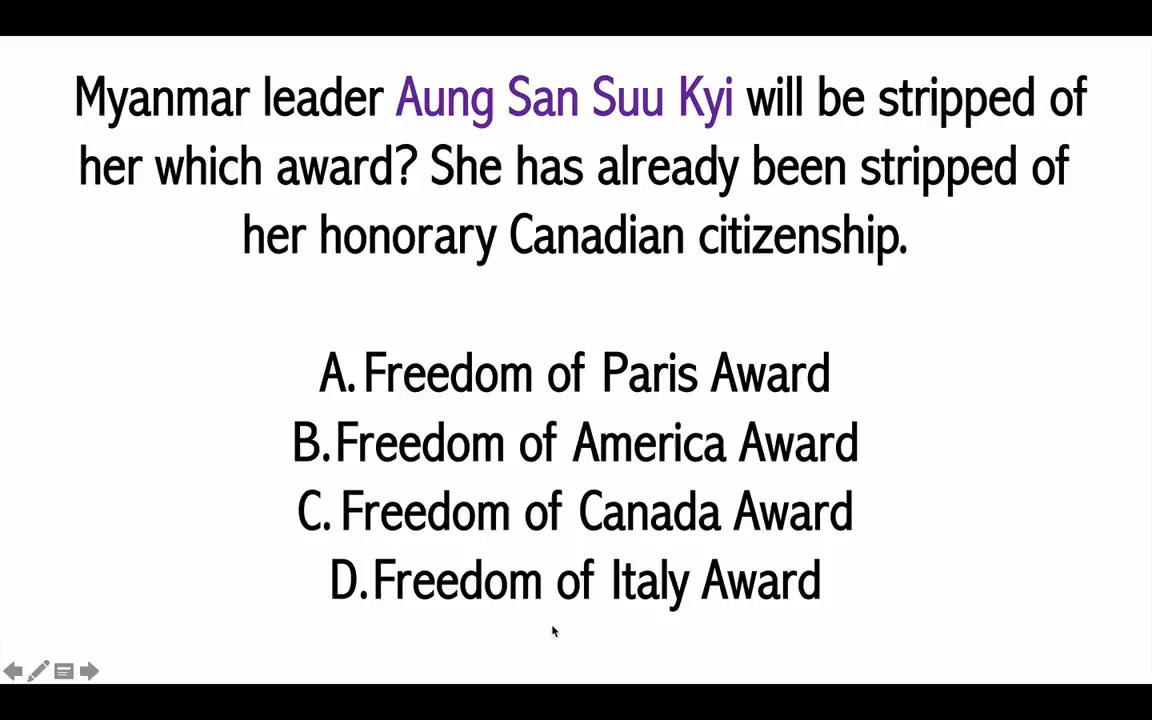 Myanmar leader Aung San Suu Kyi will be stripped of
her which award? She has already been stripped of
her honorary Canadian citizenship.
A. Freedom of Paris Award
B. Freedom of America Award
C. Freedom of Canada Award
D. Freedom of Italy Award